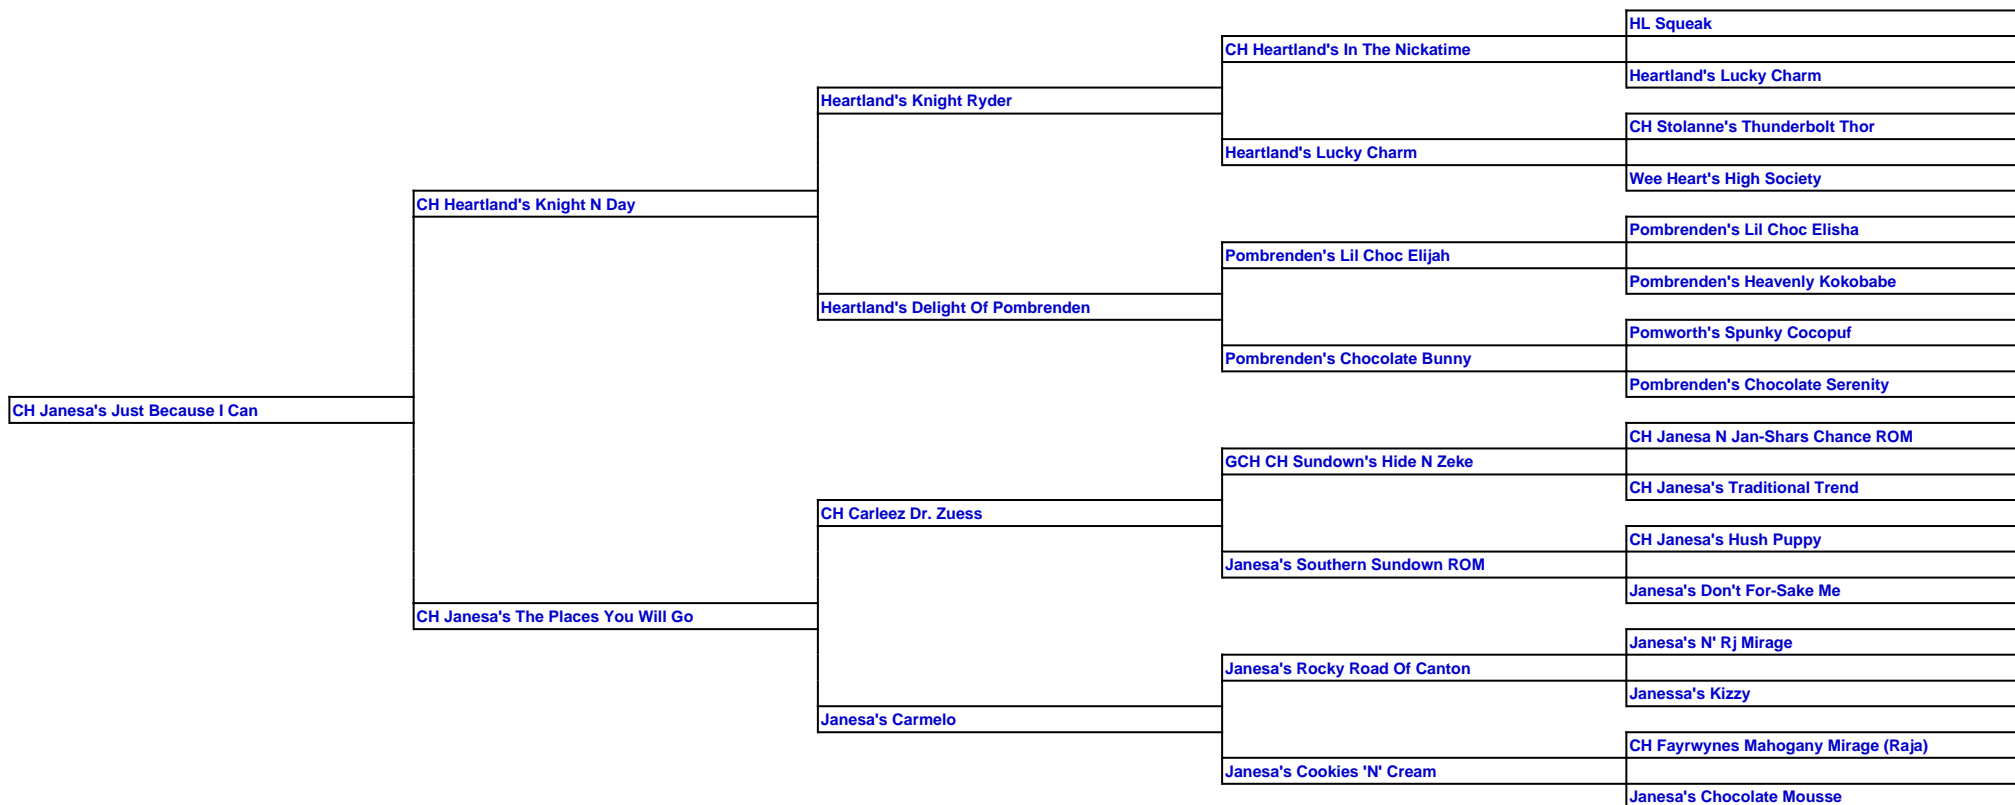 HL Squeak
CH Heartland's In The Nickatime
Heartland's Lucky Charm
Heartland's Knight Ryder
CH Stolanne's Thunderbolt Thor
Heartland's Lucky Charm
Wee Heart's High Society
CH Heartland's Knight N Day
Pombrenden's Lil Choc Elisha
Pombrenden's Lil Choc Elijah
Pombrenden's Heavenly Kokobabe
Heartland's Delight Of Pombrenden
Pomworth's Spunky Cocopuf
Pombrenden's Chocolate Bunny
Pombrenden's Chocolate Serenity
CH Janesa's Just Because I Can
CH Janesa N Jan-Shars Chance ROM
GCH CH Sundown's Hide N Zeke
CH Janesa's Traditional Trend
CH Carleez Dr. Zuess
CH Janesa's Hush Puppy
Janesa's Southern Sundown ROM
Janesa's Don't For-Sake Me
CH Janesa's The Places You Will Go
Janesa's N' Rj Mirage
Janesa's Rocky Road Of Canton
Janessa's Kizzy
Janesa's Carmelo
CH Fayrwynes Mahogany Mirage (Raja)
Janesa's Cookies 'N' Cream
Janesa's Chocolate Mousse